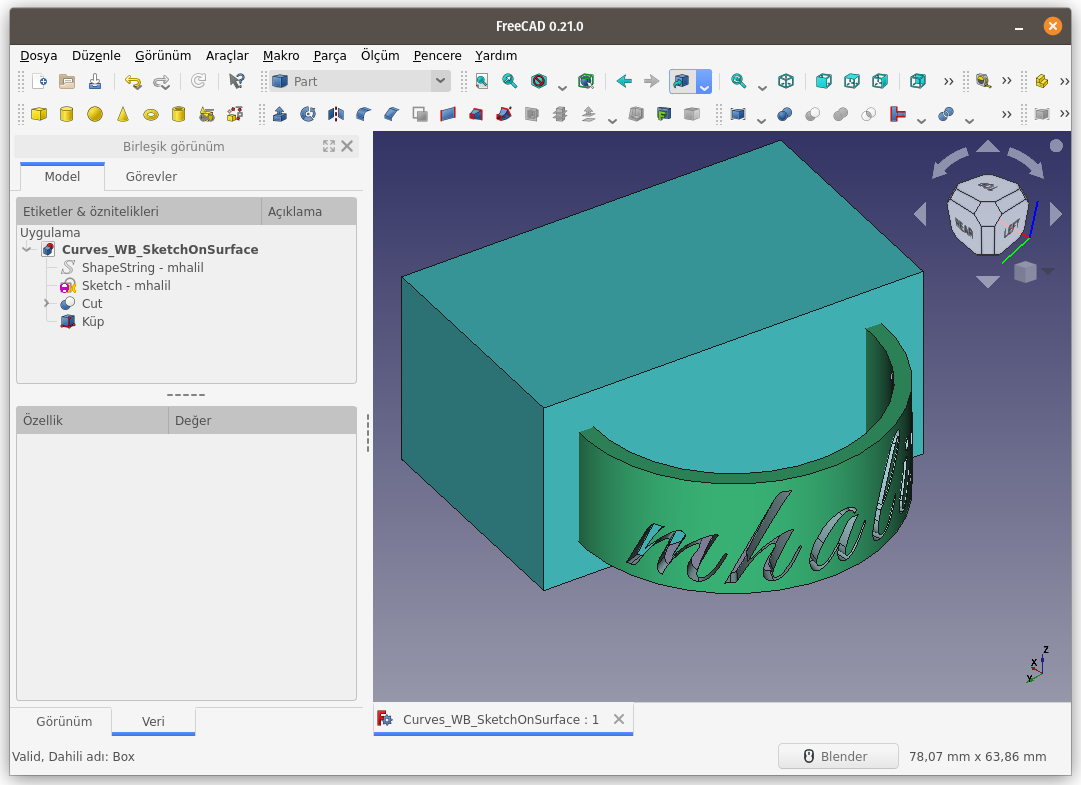 FreeCAD 0.21.0
Dosya Düzenle Görünüm Araçlar Makro Parça Ölçüm Pencere Yardım
Part
Birleşik görünüm
Model Görevler
Etiketler & öznitelikleri Açıklama
Uygulama
Curves_WB_SketchOnSurface
ShapeString - mhalil
Sketch - mhalil
Cut
Küp
Özellik Değer
TOP
REAR LEFT
mhalil
Z
X
Y
Görünüm Veri
Curves_WB_SketchOnSurface : 1
Valid, Dahili adı: Box
Blender 78,07 mm x 63,86 mm